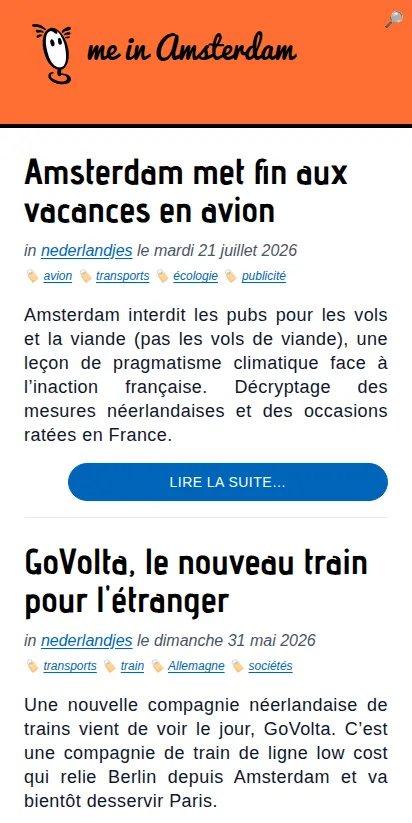 me in Amsterdam
Amsterdam met fin aux
vacances en avion
in nederlandjes le mardi 21 juillet 2026
avion transports écologie publicité
Amsterdam interdit les pubs pour les vols
et la viande (pas les vols de viande), une
leçon de pragmatisme climatique face à
l’inaction française. Décryptage des
mesures néerlandaises et des occasions
ratées en France.
LIRE LA SUITE…
GoVolta, le nouveau train
pour l'étranger
in nederlandjes le dimanche 31 mai 2026
transports train Allemagne sociétés
Une nouvelle compagnie néerlandaise de
trains vient de voir le jour, GoVolta. C’est
une compagnie de train de ligne low cost
qui relie Berlin depuis Amsterdam et va
bientôt desservir Paris.